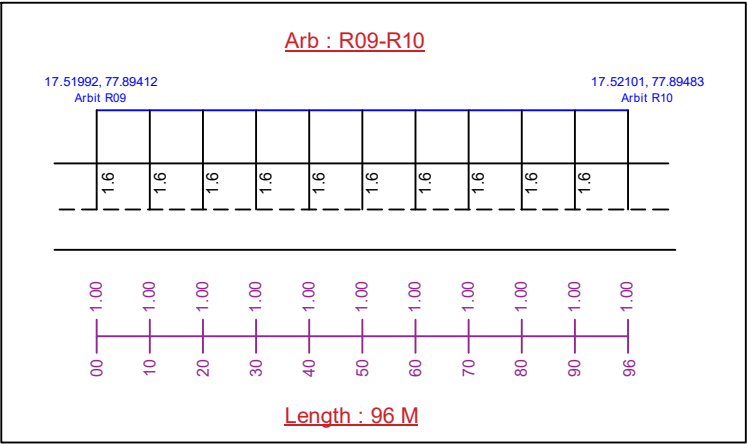 Arb : R09-R10
17.51992, 77.89412
Arbit R09
17.52101, 77.89483
Arbit R10
1.6 1.6 1.6 1.6 1.6 1.6 1.6 1.6 1.6 1.6
1.00 1.00 1.00 1.00 1.00 1.00 1.00 1.00 1.00 1.00 1.00
00 10 20 30 40 50 60 70 80 90 96
Length : 96 M